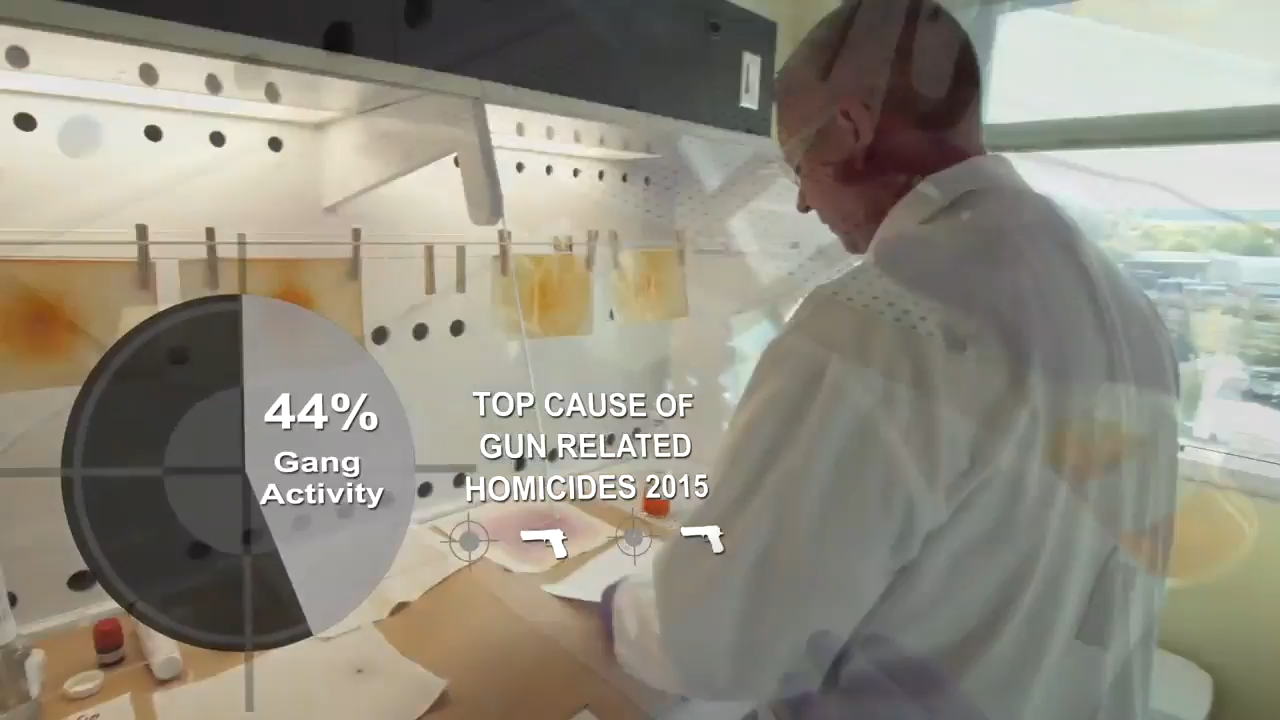 44%
Gang
Activity
TOP CAUSE OF
GUN RELATED
HOMICIDES 2015